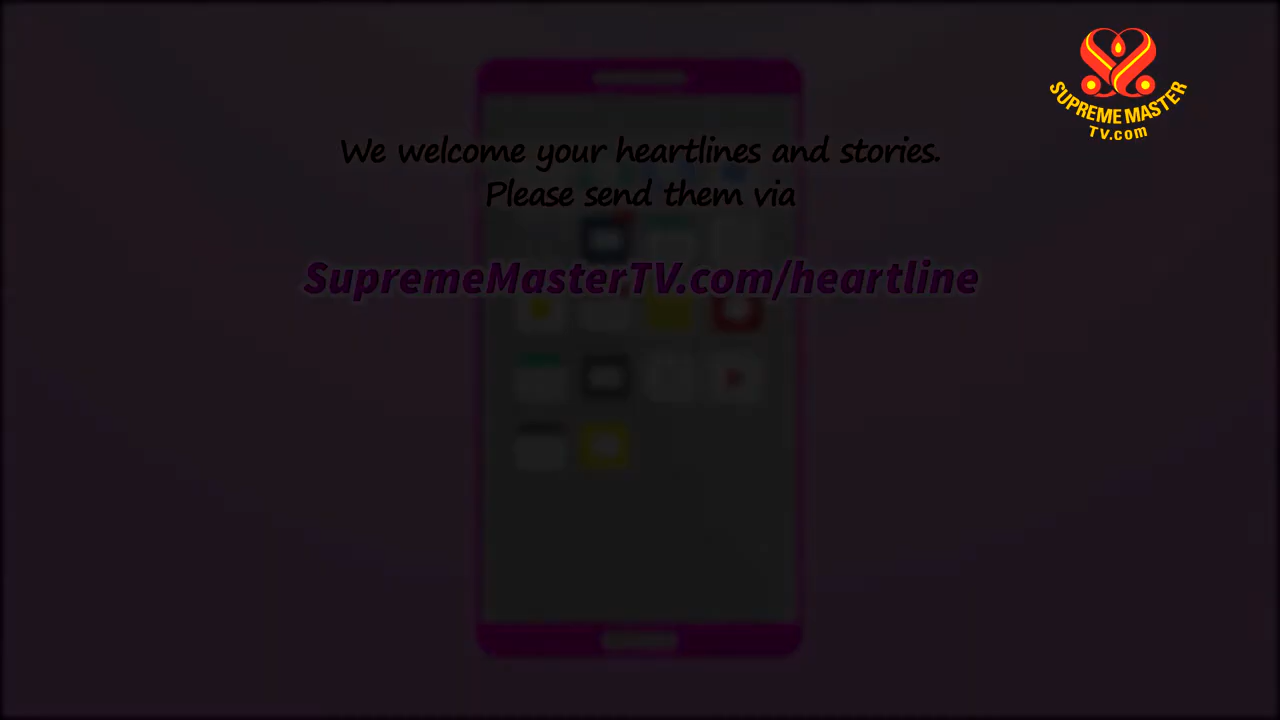 SUPREME MASTER
TV.com
We welcome your heartlines and stories.
Please send them via
SupremeMasterTV.com/heartline